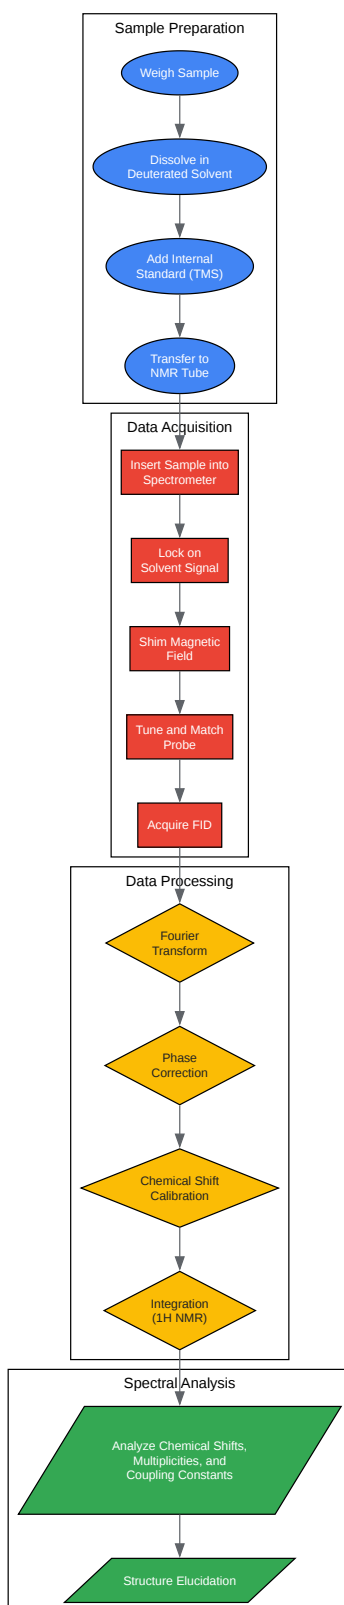 Sample Preparation
Weigh Sample
Dissolve in
Deuterated Solvent
Add Internal
Standard (TMS)
Transfer to
NMR Tube
Data Acquisition
Insert Sample into
Spectrometer
Lock on
Solvent Signal
Shim Magnetic
Field
Tune and Match
Probe
Acquire FID
Data Processing
Fourier
Transform
Phase
Correction
Chemical Shift
Calibration
Integration
(1H NMR)
Spectral Analysis
Analyze Chemical Shifts,
Multiplicities, and
Coupling Constants
Structure Elucidation